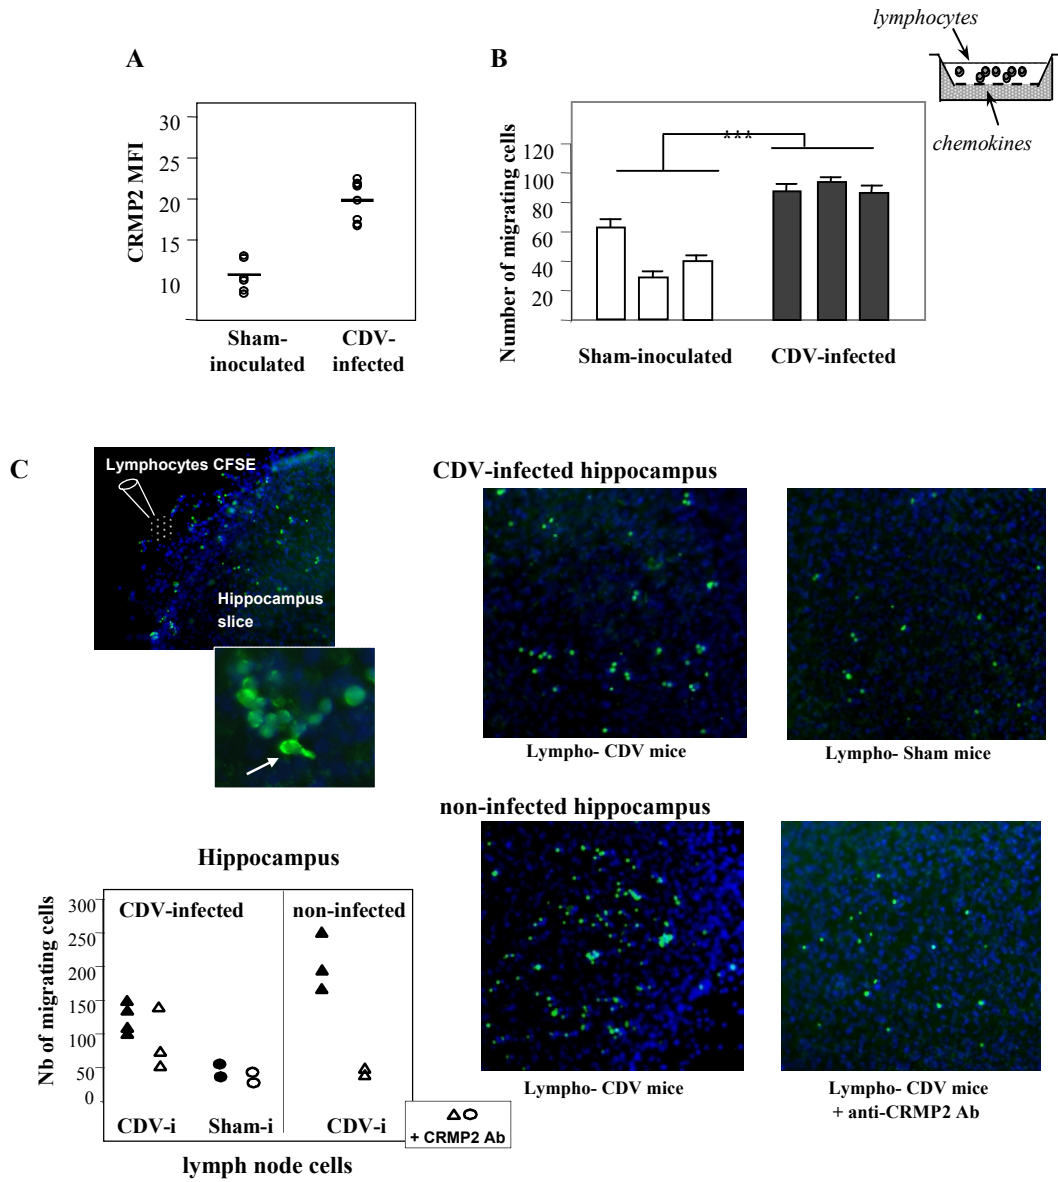 lymphocytes
chemokines
A
CRMP2 MFI
30
25
20
15
10
Sham-
inoculated
CDV-
infected
B
Number of migrating cells
120
100
80
60
40
20
***
Sham-inoculated
CDV-infected
C
Lymphocytes CFSE
Hippocampus
slice
CDV-infected hippocampus
Lympho- CDV mice
Lympho- Sham mice
non-infected hippocampus
Lympho- CDV mice
Lympho- CDV mice
+ anti-CRMP2 Ab
Hippocampus
Nb of migrating cells
300
250
200
150
100
50
0
CDV-infected
non-infected
CDV-i
Sham-i
CDV-i
+ CRMP2 Ab
lymph node cells